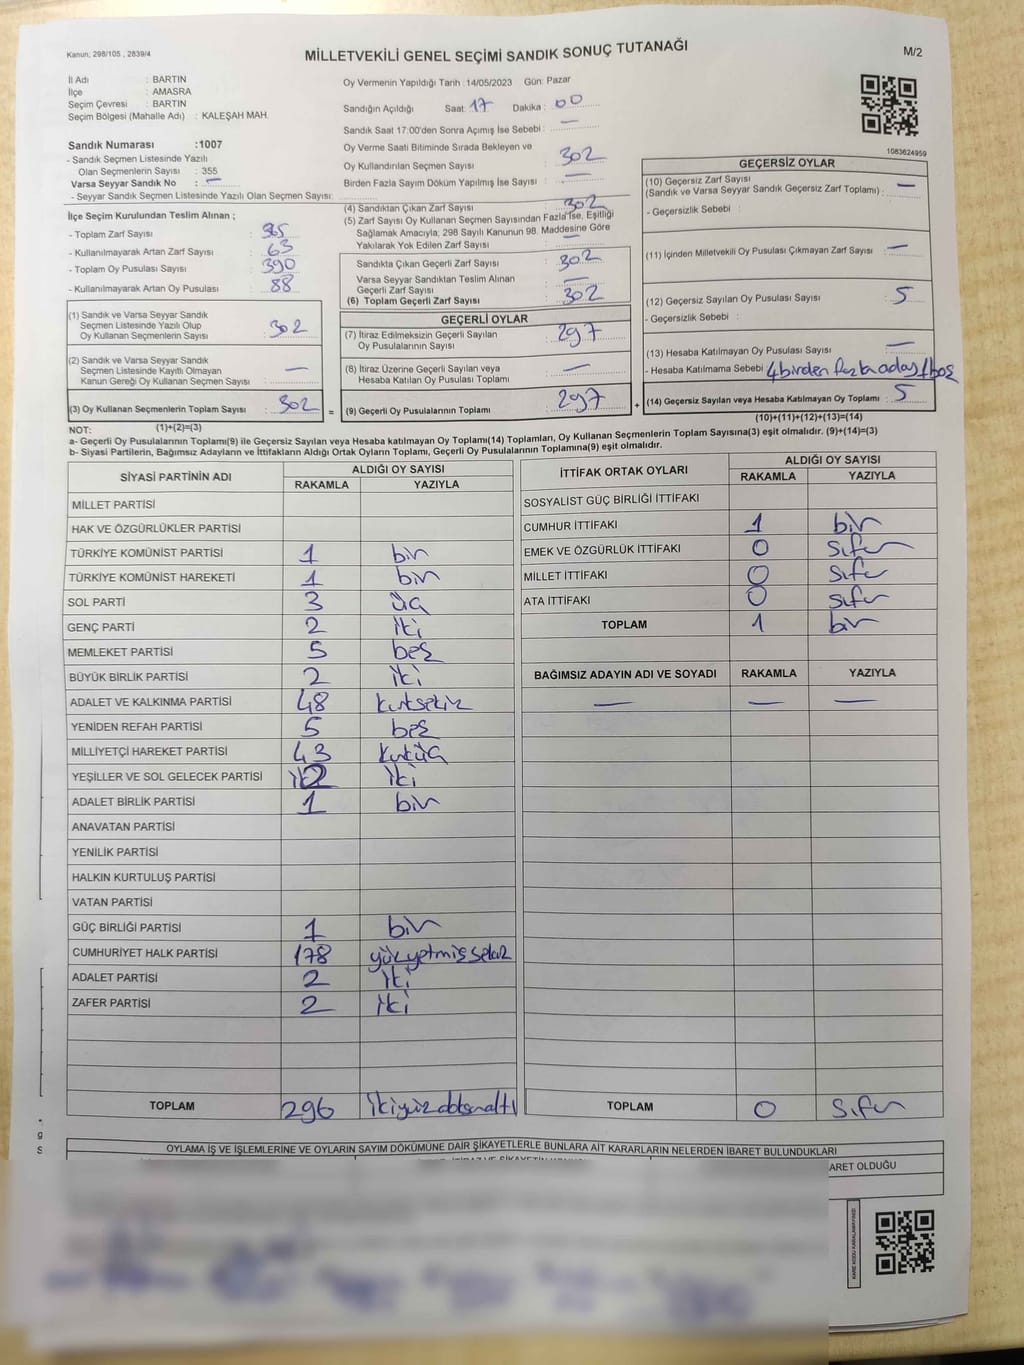 Kanun, 298/105 , 2839/4
MİLLETVEKİLİ GENEL SEÇİMİ SANDIK SONUÇ TUTANAĞI
M/2
İl Adı : BARTIN
İlçe : AMASRA
Seçim Çevresi : BARTIN
Seçim Bölgesi (Mahalle Adı) : KALEŞAH MAH.
Sandık Numarası :1007
- Sandık Seçmen Listesinde Yazılı
Olan Seçmenlerin Sayısı : 355
Varsa Seyyar Sandık No : —
- Seyyar Sandık Seçmen Listesinde Yazılı Olan Seçmen Sayısı:
Oy Vermenin Yapıldığı Tarih :14/05/2023 Gün: Pazar
Sandığın Açıldığı Saat: 17 Dakika : 00
Sandık Saat 17:00'den Sonra Açımış İse Sebebi : —
Oy Verme Saati Bitiminde Sırada Bekleyen ve
Oy Kullandırılan Seçmen Sayısı : 302
Birden Fazla Sayım Döküm Yapılmış İse Sayısı : —
1083624959
İlçe Seçim Kurulundan Teslim Alınan ;
- Toplam Zarf Sayısı :
- Kullanılmayarak Artan Zarf Sayısı : 63
- Toplam Oy Pusulası Sayısı : 390
- Kullanılmayarak Artan Oy Pusulası : 88
(4) Sandıktan Çıkan Zarf Sayısı : 302
(5) Zarf Sayısı Oy Kullanan Seçmen Sayısından Fazla İse, Eşitliği
Sağlamak Amacıyla; 298 Sayılı Kanunun 98. Maddesine Göre
Yakılarak Yok Edilen Zarf Sayısı : —
Sandıkta Çıkan Geçerli Zarf Sayısı : 302
Varsa Seyyar Sandıktan Teslim Alınan
Geçerli Zarf Sayısı : —
(6) Toplam Geçerli Zarf Sayısı : 302
(1) Sandık ve Varsa Seyyar Sandık
Seçmen Listesinde Yazılı Olup
Oy Kullanan Seçmenlerin Sayısı : 302
(2) Sandık ve Varsa Seyyar Sandık
Seçmen Listesinde Kayıtlı Olmayan
Kanun Gereği Oy Kullanan Seçmen Sayısı : —
(3) Oy Kullanan Seçmenlerin Toplam Sayısı : 302
=
GEÇERLİ OYLAR
(7) İtiraz Edilmeksizin Geçerli Sayılan
Oy Pusulalarının Sayısı : 297
(8) İtiraz Üzerine Geçerli Sayılan veya
Hesaba Katılan Oy Pusulası Toplamı : —
(9) Geçerli Oy Pusulalarının Toplamı : 297
+
GEÇERSİZ OYLAR
(10) Geçersiz Zarf Sayısı
(Sandık ve Varsa Seyyar Sandık Geçersiz Zarf Toplamı) : —
- Geçersizlik Sebebi :
(11) İçinden Milletvekili Oy Pusulası Çıkmayan Zarf Sayısı : —
(12) Geçersiz Sayılan Oy Pusulası Sayısı : 5
- Geçersizlik Sebebi :
(13) Hesaba Katılmayan Oy Pusulası Sayısı : —
- Hesaba Katılmama Sebebi : 4 birden fazla aday 1 boş
(14) Geçersiz Sayılan veya Hesaba Katılmayan Oy Toplamı : 5
NOT: (1)+(2)=(3)
(10)+(11)+(12)+(13)=(14)
a- Geçerli Oy Pusulalarının Toplamı(9) ile Geçersiz Sayılan veya Hesaba katılmayan Oy Toplamı(14) Toplamları, Oy Kullanan Seçmenlerin Toplam Sayısına(3) eşit olmalıdır. (9)+(14)=(3)
b- Siyasi Partilerin, Bağımsız Adayların ve İttifakların Aldığı Ortak Oyların Toplamı, Geçerli Oy Pusulalarının Toplamına(9) eşit olmalıdır.
SİYASİ PARTİNİN ADI ALDIĞI OY SAYISI
RAKAMLA YAZIYLA
MİLLET PARTİSİ
HAK VE ÖZGÜRLÜKLER PARTİSİ
TÜRKİYE KOMÜNİST PARTİSİ 1 bir
TÜRKİYE KOMÜNİST HAREKETİ 1 bir
SOL PARTİ 3 üç
GENÇ PARTİ 2 iki
MEMLEKET PARTİSİ 5 beş
BÜYÜK BİRLİK PARTİSİ 2 iki
ADALET VE KALKINMA PARTİSİ 48 kırksekiz
YENİDEN REFAH PARTİSİ 5 beş
MİLLİYETÇİ HAREKET PARTİSİ 43 kırküç
YEŞİLLER VE SOL GELECEK PARTİSİ 2 iki
ADALET BİRLİK PARTİSİ 1 bir
ANAVATAN PARTİSİ
YENİLİK PARTİSİ
HALKIN KURTULUŞ PARTİSİ
VATAN PARTİSİ
GÜÇ BİRLİĞİ PARTİSİ 1 bir
CUMHURİYET HALK PARTİSİ 178 yüzyetmişsekiz
ADALET PARTİSİ 2 iki
ZAFER PARTİSİ 2 iki
TOPLAM 296 ikiyüzdoksanaltı
İTTİFAK ORTAK OYLARI ALDIĞI OY SAYISI
RAKAMLA YAZIYLA
SOSYALİST GÜÇ BİRLİĞİ İTTİFAKI
CUMHUR İTTİFAKI 1 bir
EMEK VE ÖZGÜRLÜK İTTİFAKI 0 sıfır
MİLLET İTTİFAKI 0 sıfır
ATA İTTİFAKI 0 sıfır
TOPLAM 1 bir
BAĞIMSIZ ADAYIN ADI VE SOYADI RAKAMLA YAZIYLA
— — —
TOPLAM 0 sıfır
OYLAMA İŞ VE İŞLEMLERİNE VE OYLARIN SAYIM DÖKÜMÜNE DAİR ŞİKAYETLERLE BUNLARA AİT KARARLARIN NELERDEN İBARET BULUNDUKLARI
ARET OLDUĞU
KARE KODU KARALAMAYINIZ!